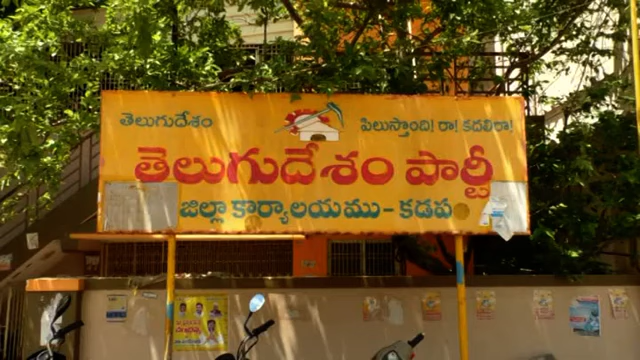 తెలుగుదేశం పిలుస్తొంది! రా! కదలిరా!
తెలుగుదేశం పార్టీ
జిల్లా కార్యాలయము - కడప